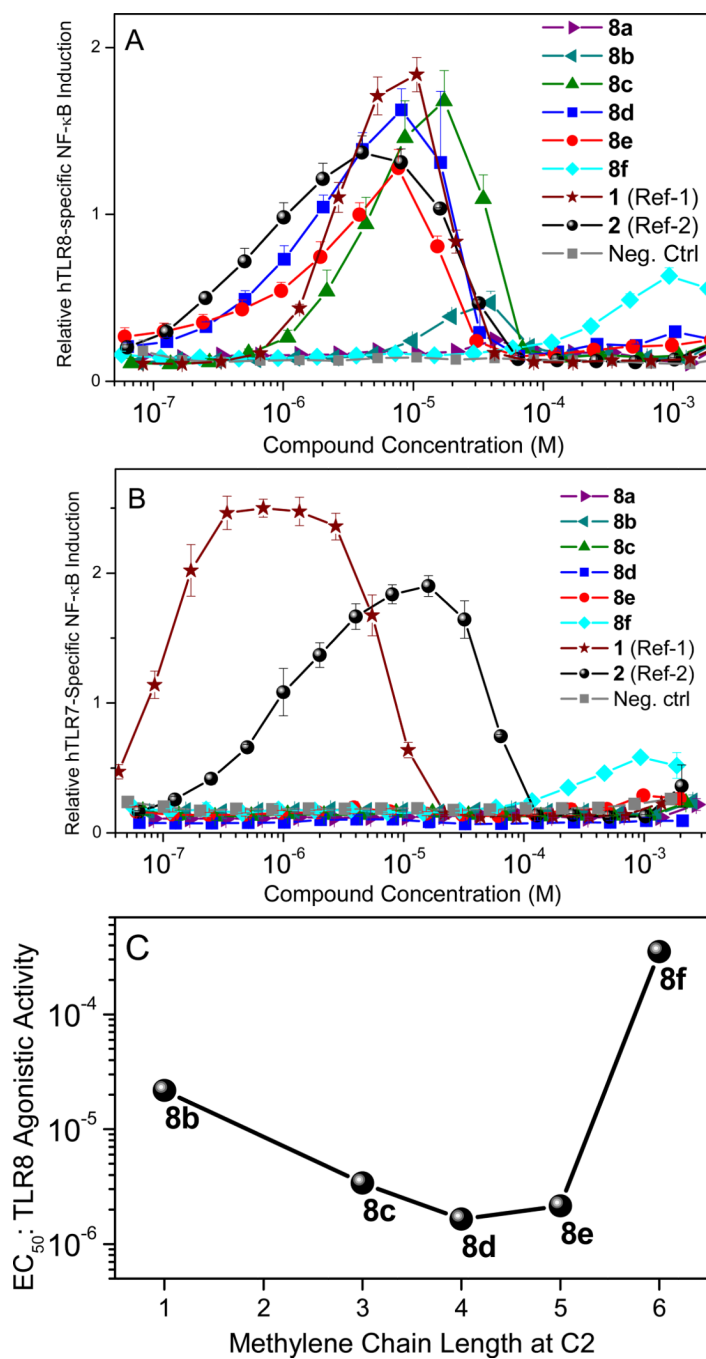 A
Relative hTLR8-specific NF-κB Induction
2
1
0
8a
8b
8c
8d
8e
8f
1 (Ref-1)
2 (Ref-2)
Neg. Ctrl
10⁻⁷ 10⁻⁶ 10⁻⁵ 10⁻⁴ 10⁻³
Compound Concentration (M)
B
Relative hTLR7-Specific NF-κB Induction
2
1
0
8a
8b
8c
8d
8e
8f
1 (Ref-1)
2 (Ref-2)
Neg. ctrl
10⁻⁷ 10⁻⁶ 10⁻⁵ 10⁻⁴ 10⁻³
Compound Concentration (M)
C
EC₅₀: TLR8 Agonistic Activity
10⁻⁴
10⁻⁵
10⁻⁶
8b
8c
8d
8e
8f
1 2 3 4 5 6
Methylene Chain Length at C2